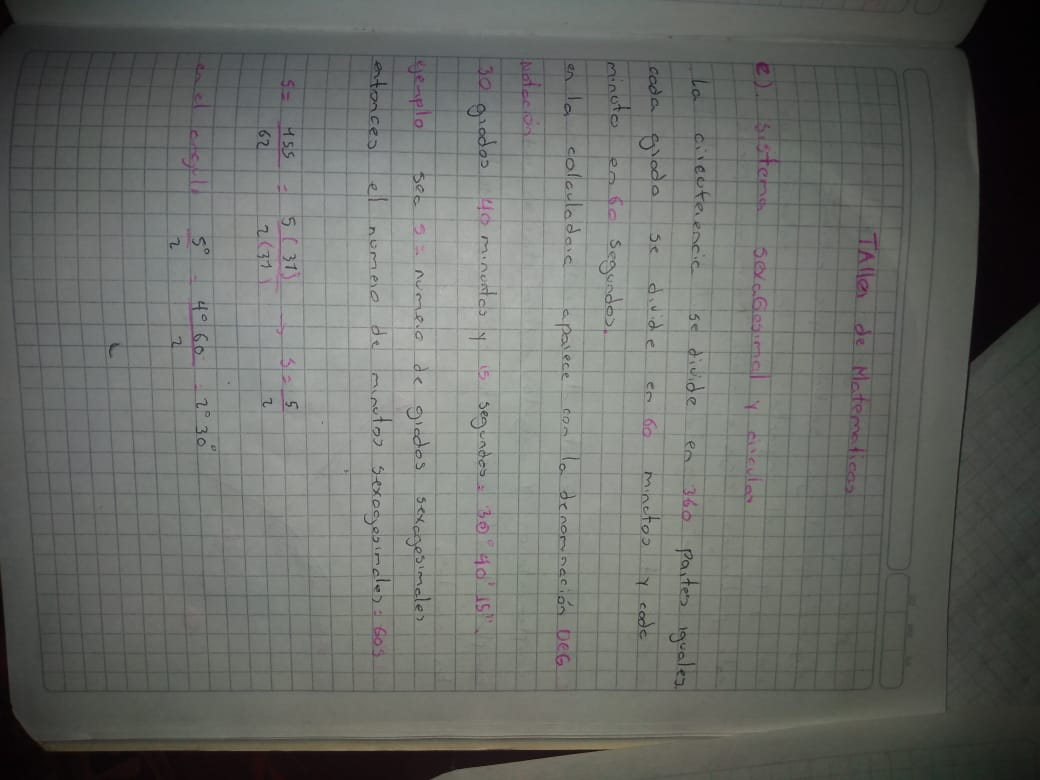 TAller de Matematicas
e). sistema sexaGesimal y circular
La circuferencie se divide en 360 partes iguales.
cada grado se divide en 60 minutos y cade
minuto en 60 segundos.
en la calculadora aparece con la denominación DEG
Notación
30 grados 40 minutos y 15 segundos = 30° 40' 15".
ejemplo sea s = numero de grados sexagesimales
entonces el numero de minutos sexagesimales = 60s
s = 155/62 = 5(31)/2(31) → s = 5/2
en el angulo 5°/2 = 4°60'/2 = 2°30°